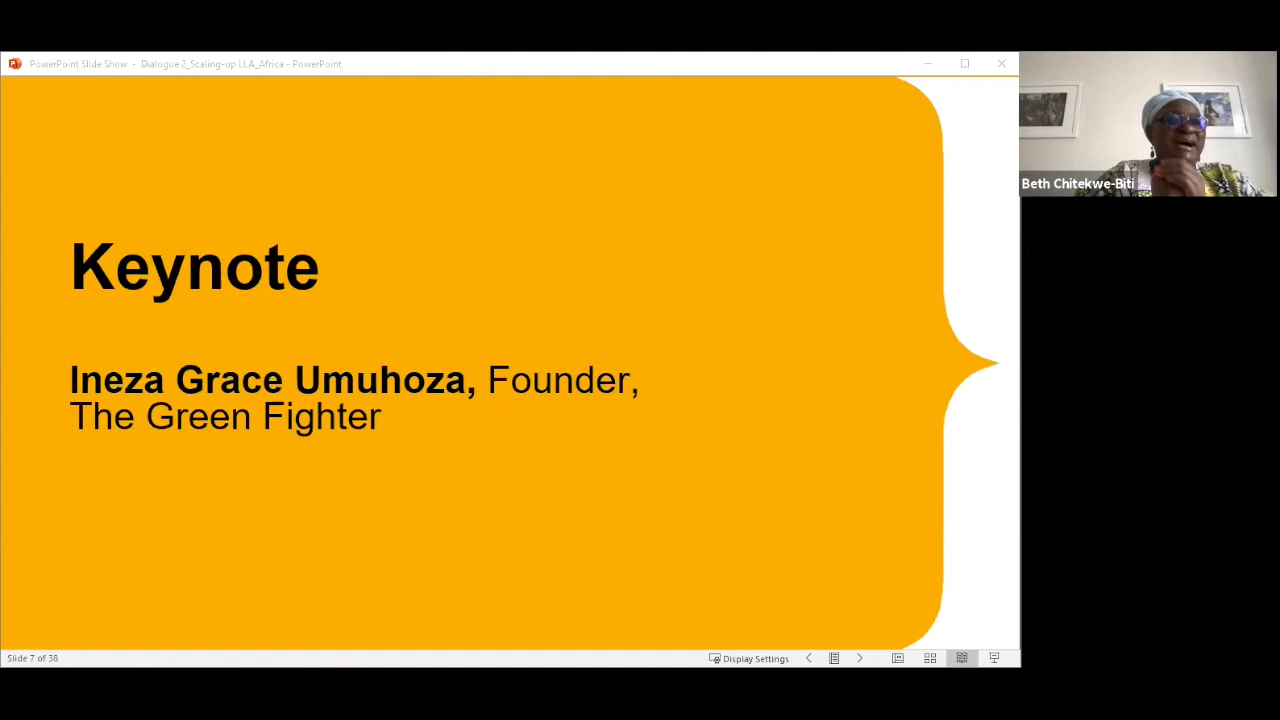 PowerPoint Slide Show - Dialogue 2_Scaling-up LLA_Africa - PowerPoint
Beth Chitekwe-Biti
Keynote
Ineza Grace Umuhoza, Founder,
The Green Fighter
Slide 7 of 38
Display Settings